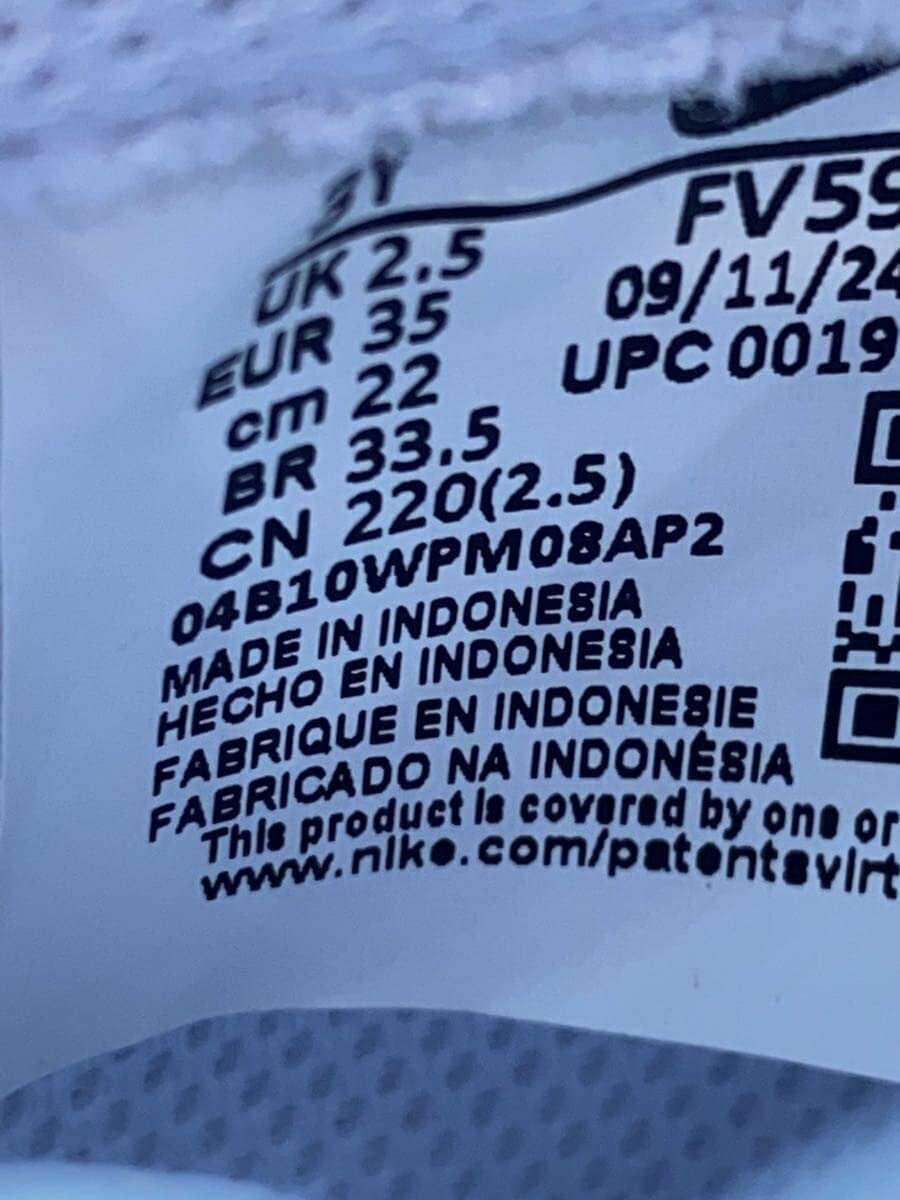 3Y
UK 2.5
EUR 35
cm 22
BR 33.5
CN 220(2.5)
04B10WPM08AP2
MADE IN INDONESIA
HECHO EN INDONESIA
FABRIQUE EN INDONESIE
FABRICADO NA INDONÉSIA
This product is covered by one or
www.nike.com/patentsvirt
FV59
09/11/24
UPC 0019